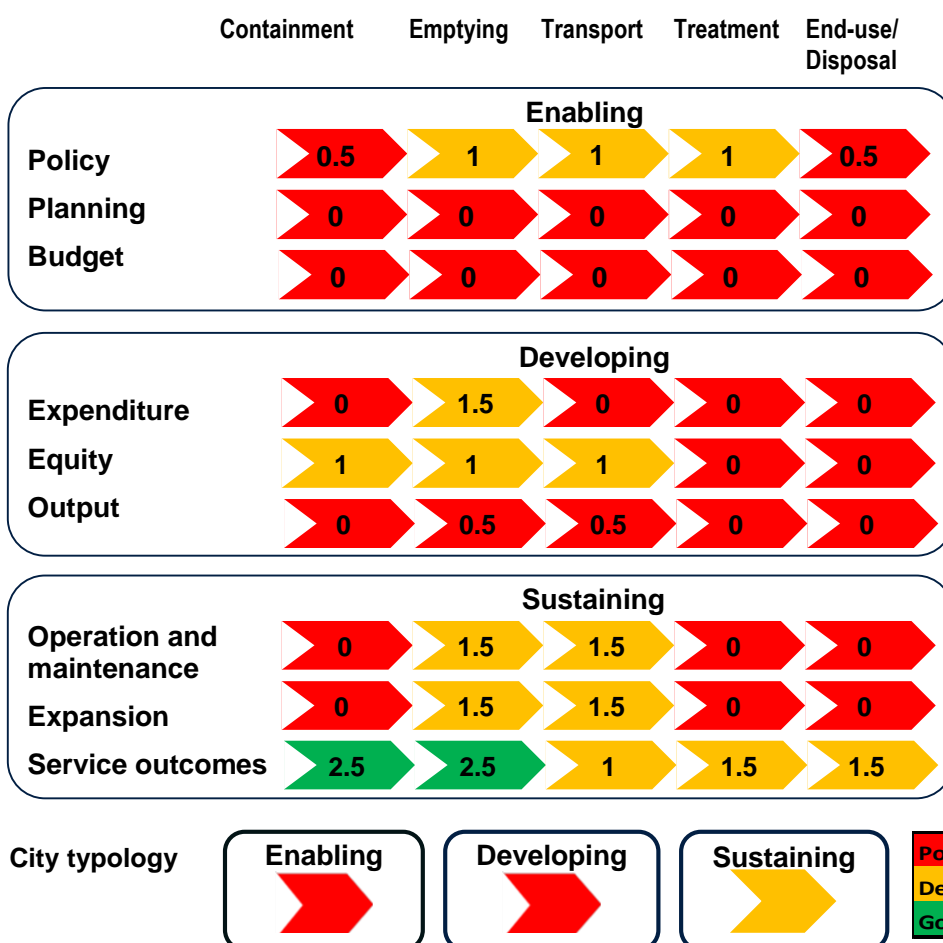 Containment Emptying Transport Treatment End-use/
Disposal
Enabling
Policy 0.5 1 1 1 0.5
Planning 0 0 0 0 0
Budget 0 0 0 0 0
Developing
Expenditure 0 1.5 0 0 0
Equity 1 1 1 0 0
Output 0 0.5 0.5 0 0
Sustaining
Operation and
maintenance 0 1.5 1.5 0 0
Expansion 0 1.5 1.5 0 0
Service outcomes 2.5 2.5 1 1.5 1.5
City typology Enabling Developing Sustaining
Po
De
Go